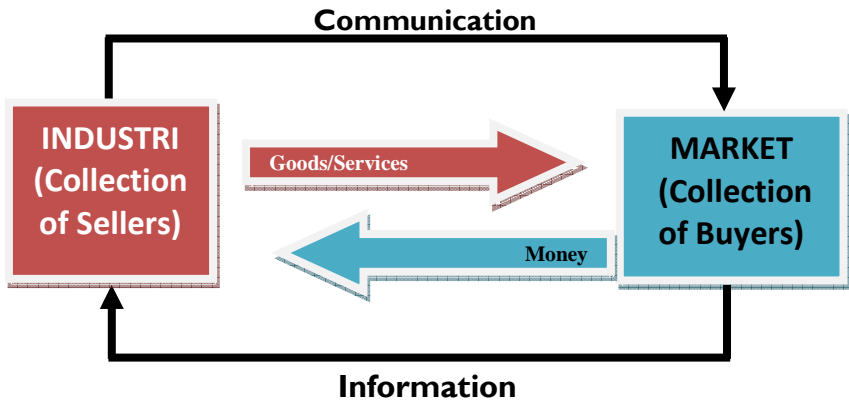 Communication
INDUSTRI
(Collection
of Sellers)
Goods/Services
MARKET
(Collection
of Buyers)
Money
Information